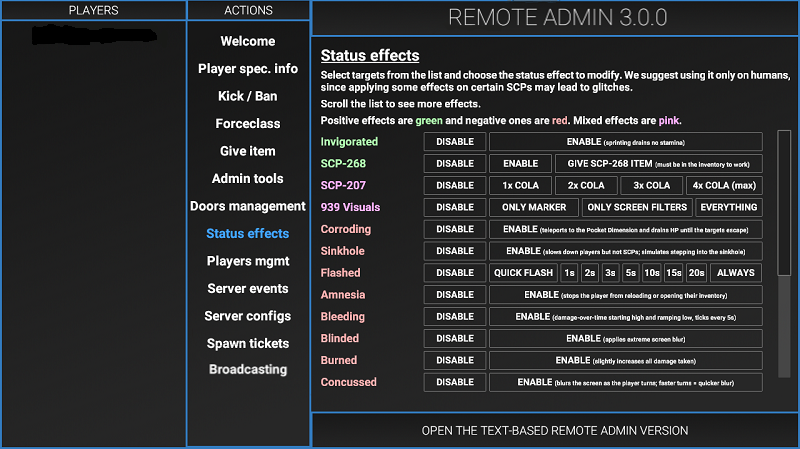 PLAYERS
ACTIONS
Welcome
Player spec. info
Kick / Ban
Forceclass
Give item
Admin tools
Doors management
Status effects
Players mgmt
Server events
Server configs
Spawn tickets
Broadcasting
REMOTE ADMIN 3.0.0
Status effects
Select targets from the list and choose the status effect to modify. We suggest using it only on humans,
since applying some effects on certain SCPs may lead to glitches.
Scroll the list to see more effects.
Positive effects are green and negative ones are red. Mixed effects are pink.
Invigorated DISABLE ENABLE (sprinting drains no stamina)
SCP-268 DISABLE ENABLE GIVE SCP-268 ITEM (must be in the inventory to work)
SCP-207 DISABLE 1x COLA 2x COLA 3x COLA 4x COLA (max)
939 Visuals DISABLE ONLY MARKER ONLY SCREEN FILTERS EVERYTHING
Corroding DISABLE ENABLE (teleports to the Pocket Dimension and drains HP until the targets escape)
Sinkhole DISABLE ENABLE (slows down players but not SCPs; simulates stepping into the sinkhole)
Flashed DISABLE QUICK FLASH 1s 2s 3s 5s 10s 15s 20s ALWAYS
Amnesia DISABLE ENABLE (stops the player from reloading or opening their inventory)
Bleeding DISABLE ENABLE (damage-over-time starting high and ramping low, ticks every 5s)
Blinded DISABLE ENABLE (applies extreme screen blur)
Burned DISABLE ENABLE (slightly increases all damage taken)
Concussed DISABLE ENABLE (blurs the screen as the player turns; faster turns = quicker blur)
OPEN THE TEXT-BASED REMOTE ADMIN VERSION